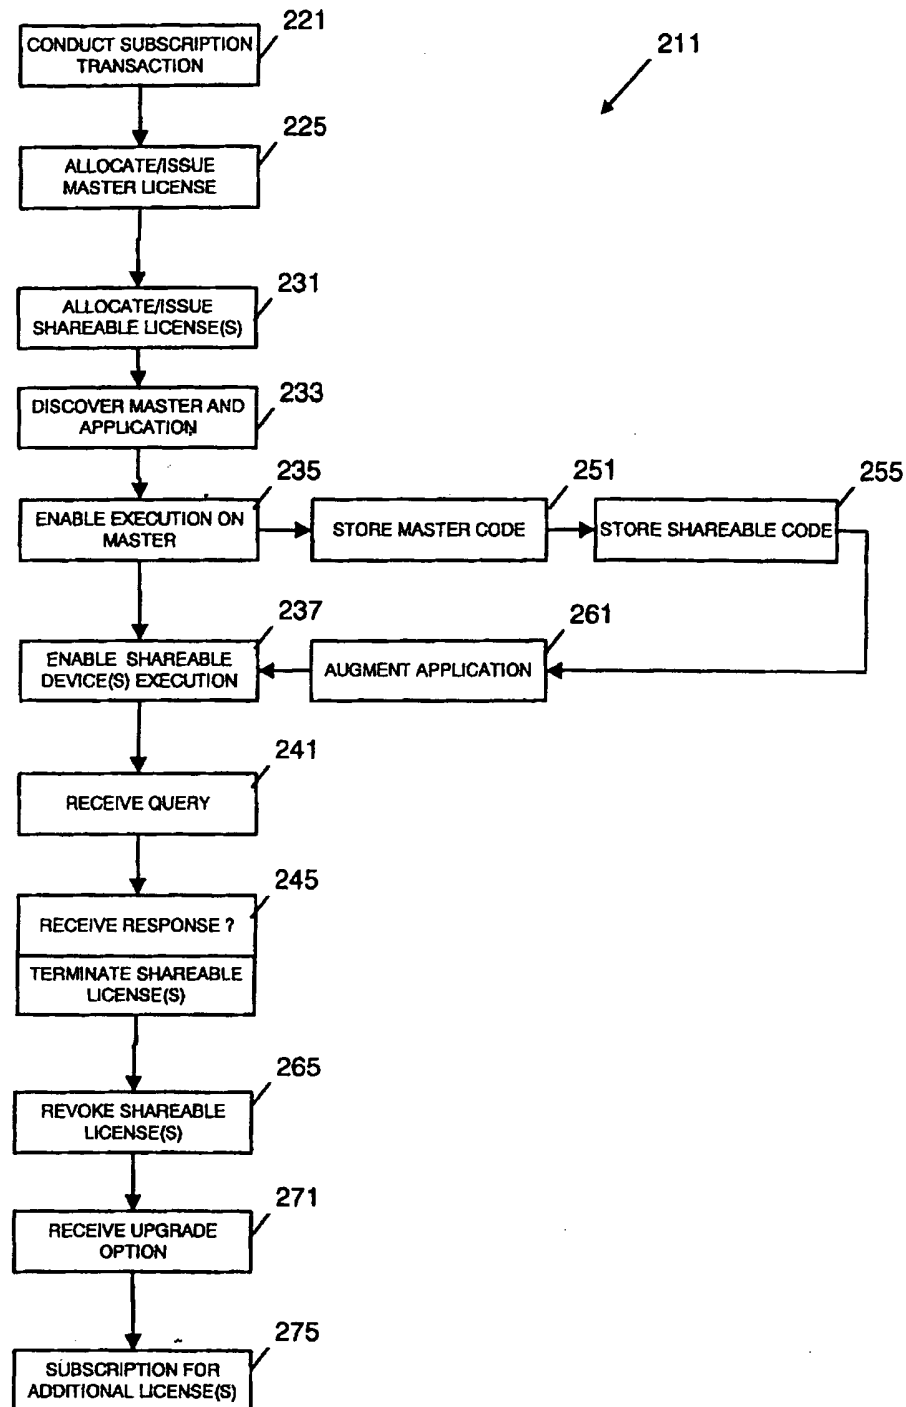 221
CONDUCT SUBSCRIPTION
TRANSACTION
211
225
ALLOCATE/ISSUE
MASTER LICENSE
231
ALLOCATE/ISSUE
SHAREABLE LICENSE(S)
233
DISCOVER MASTER AND
APPLICATION
235
ENABLE EXECUTION ON
MASTER
251
STORE MASTER CODE
255
STORE SHAREABLE CODE
237
ENABLE SHAREABLE
DEVICE(S) EXECUTION
261
AUGMENT APPLICATION
241
RECEIVE QUERY
245
RECEIVE RESPONSE ?
TERMINATE SHAREABLE
LICENSE(S)
265
REVOKE SHAREABLE
LICENSE(S)
271
RECEIVE UPGRADE
OPTION
275
SUBSCRIPTION FOR
ADDITIONAL LICENSE(S)